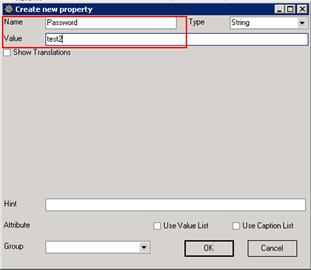 Create new property
Name Password Type String
Value test2
Show Translations
Hint
Attribute Use Value List Use Caption List
Group OK Cancel